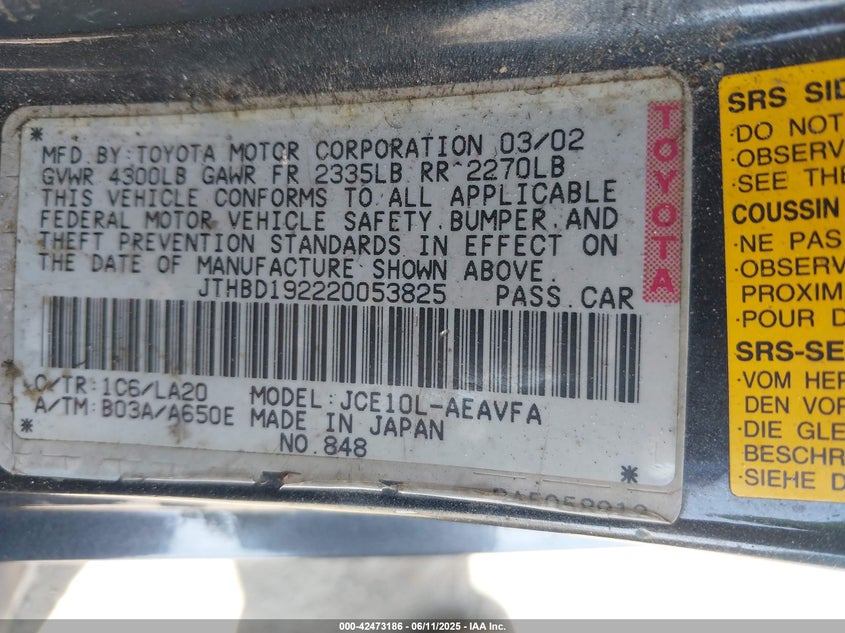 MFD. BY: TOYOTA MOTOR CORPORATION 03/02
GVWR 4300LB GAWR FR 2335LB RR 2270LB
THIS VEHICLE CONFORMS TO ALL APPLICABLE
FEDERAL MOTOR VEHICLE SAFETY, BUMPER, AND
THEFT PREVENTION STANDARDS IN EFFECT ON
THE DATE OF MANUFACTURE SHOWN ABOVE.
JTHBD192220053825 PASS. CAR
C/TR: 1C6/LA20 MODEL: JCE10L-AEAVFA
A/TM: B03A/A650E MADE IN JAPAN
NO. 848
TOYOTA
SRS SID
·DO NOT
·OBSERV
·SEE THE
COUSSIN
·NE PAS
·OBSERV
PROXIM
·POUR D
SRS-SE
·VOM HER
DEN VOR
·DIE GLE
BESCHR
·SIEHE D
000-42473186 - 06/11/2025 - IAA Inc.